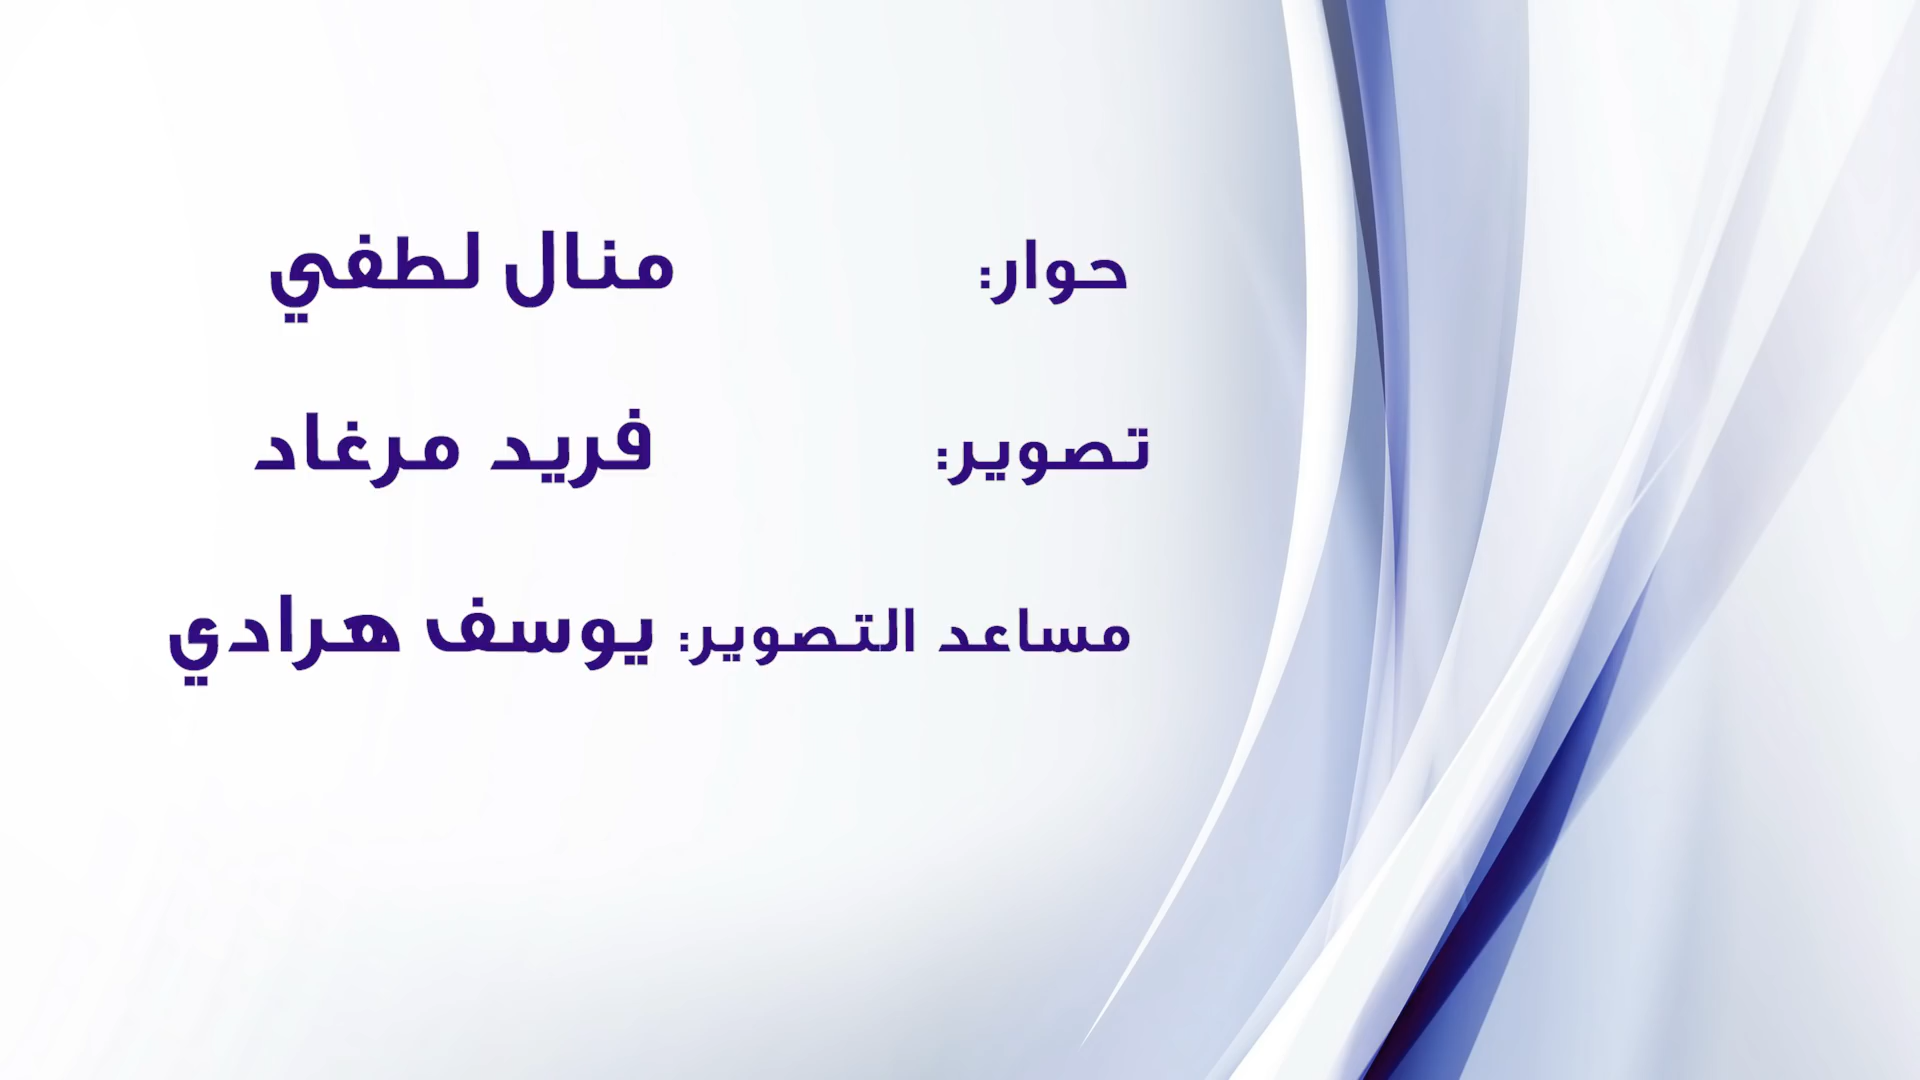 حوار: منال لطفي
تصوير: فريد مرغاد
مساعد التصوير: يوسف هرادي